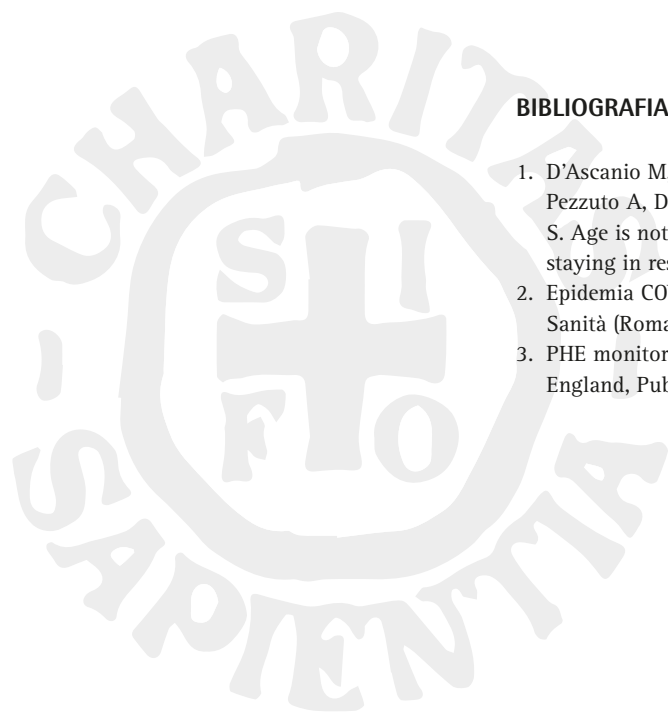 CHARITAS
SI
FO
- SAPIENTIA -
BIBLIOGRAFIA
1. D’Ascanio M
Pezzuto A, D
S. Age is not
staying in res
2. Epidemia CO
Sanità (Roma
3. PHE monitor
England, Pub